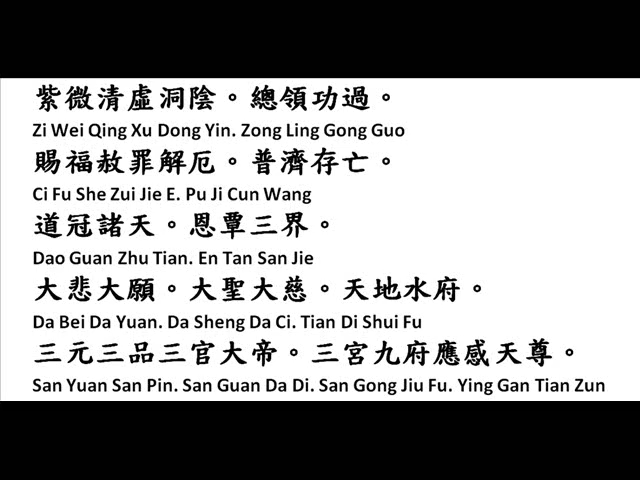 紫微清虛洞陰。總領功過。
Zi Wei Qing Xu Dong Yin. Zong Ling Gong Guo
賜福赦罪解厄。普濟存亡。
Ci Fu She Zui Jie E. Pu Ji Cun Wang
道冠諸天。恩覃三界。
Dao Guan Zhu Tian. En Tan San Jie
大悲大願。大聖大慈。天地水府。
Da Bei Da Yuan. Da Sheng Da Ci. Tian Di Shui Fu
三元三品三官大帝。三宮九府應感天尊。
San Yuan San Pin. San Guan Da Di. San Gong Jiu Fu. Ying Gan Tian Zun